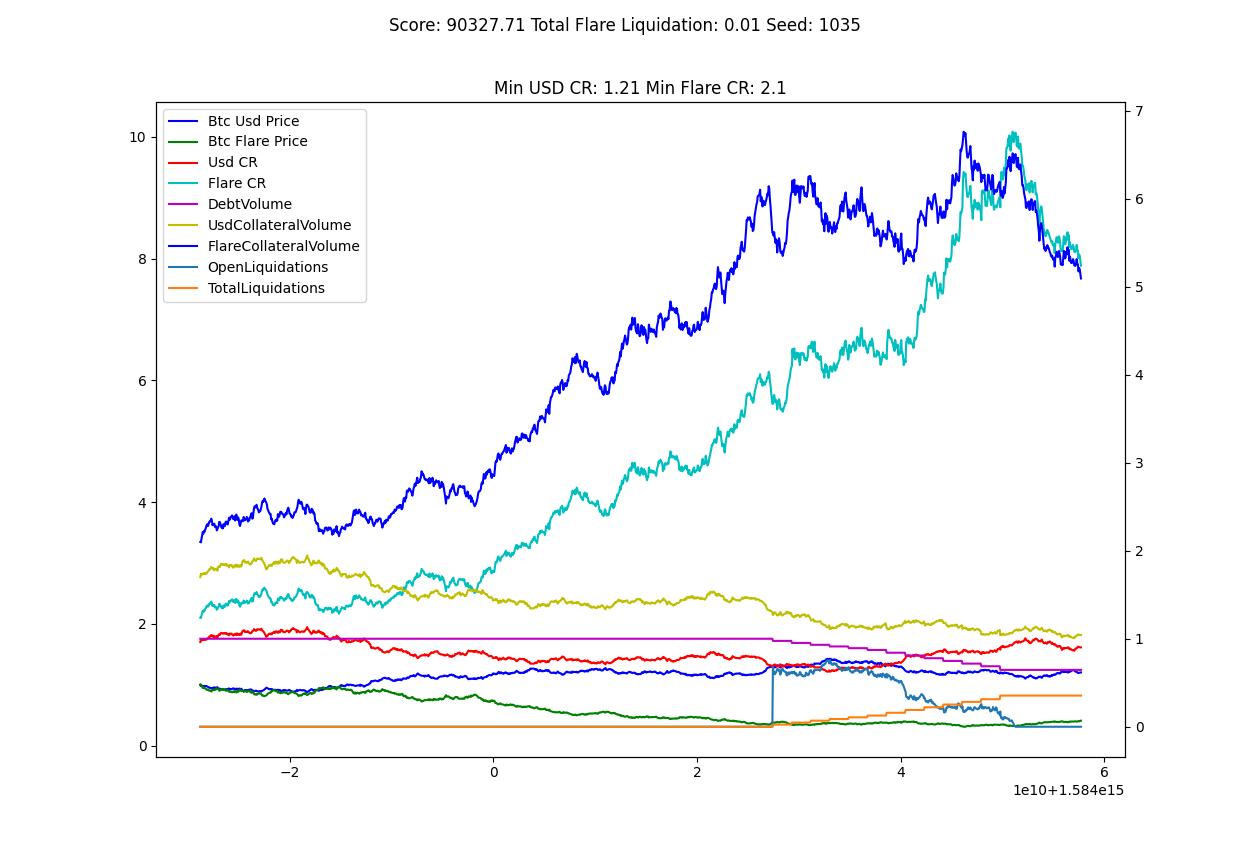 Score: 90327.71 Total Flare Liquidation: 0.01 Seed: 1035
Min USD CR: 1.21 Min Flare CR: 2.1
Btc Usd Price
Btc Flare Price
Usd CR
Flare CR
DebtVolume
UsdCollateralVolume
FlareCollateralVolume
OpenLiquidations
TotalLiquidations
10
8
6
4
2
0
7
6
5
4
3
2
1
0
−2 0 2 4 6
1e10+1.584e15